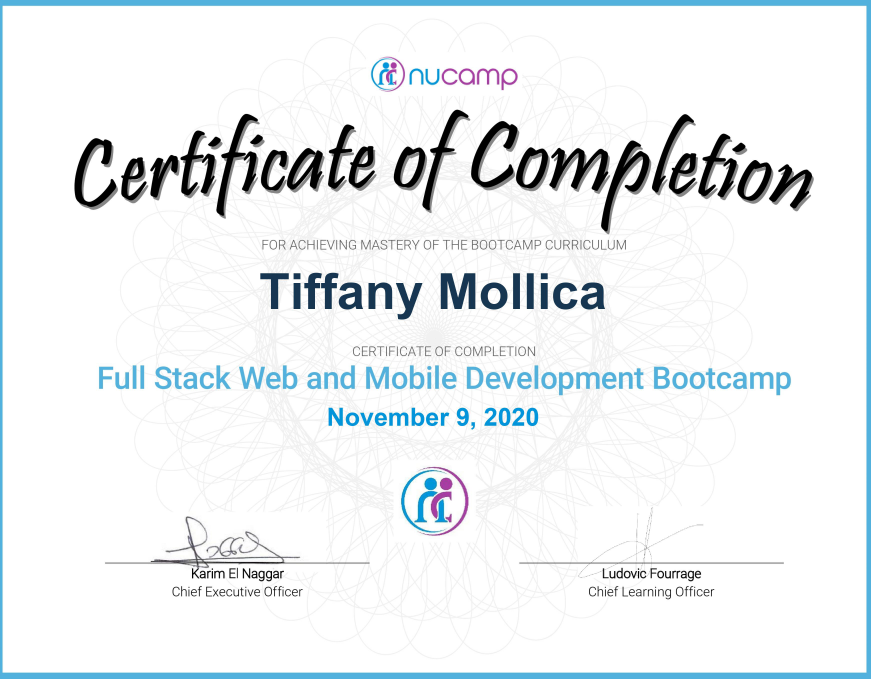 nucamp
Certificate of Completion
FOR ACHIEVING MASTERY OF THE BOOTCAMP CURRICULUM
Tiffany Mollica
CERTIFICATE OF COMPLETION
Full Stack Web and Mobile Development Bootcamp
November 9, 2020
Karim El Naggar
Chief Executive Officer
Ludovic Fourrage
Chief Learning Officer